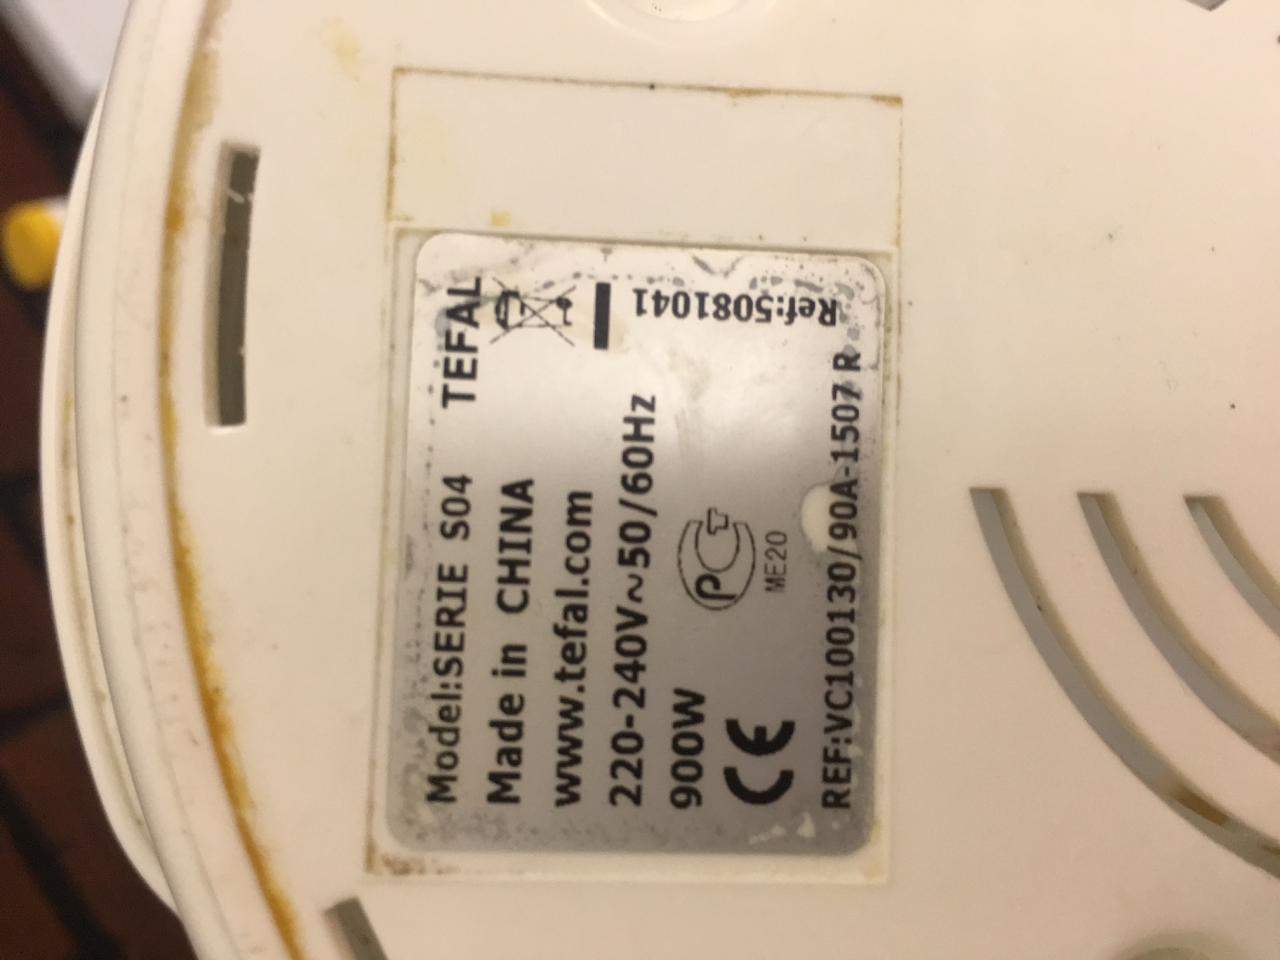 Model:SERIE S04 TEFAL
Made in CHINA
www.tefal.com
220-240V~50/60Hz
900W
CE
PCT
ME20
REF:VC100130/90A-1507 R
Ref:5081041